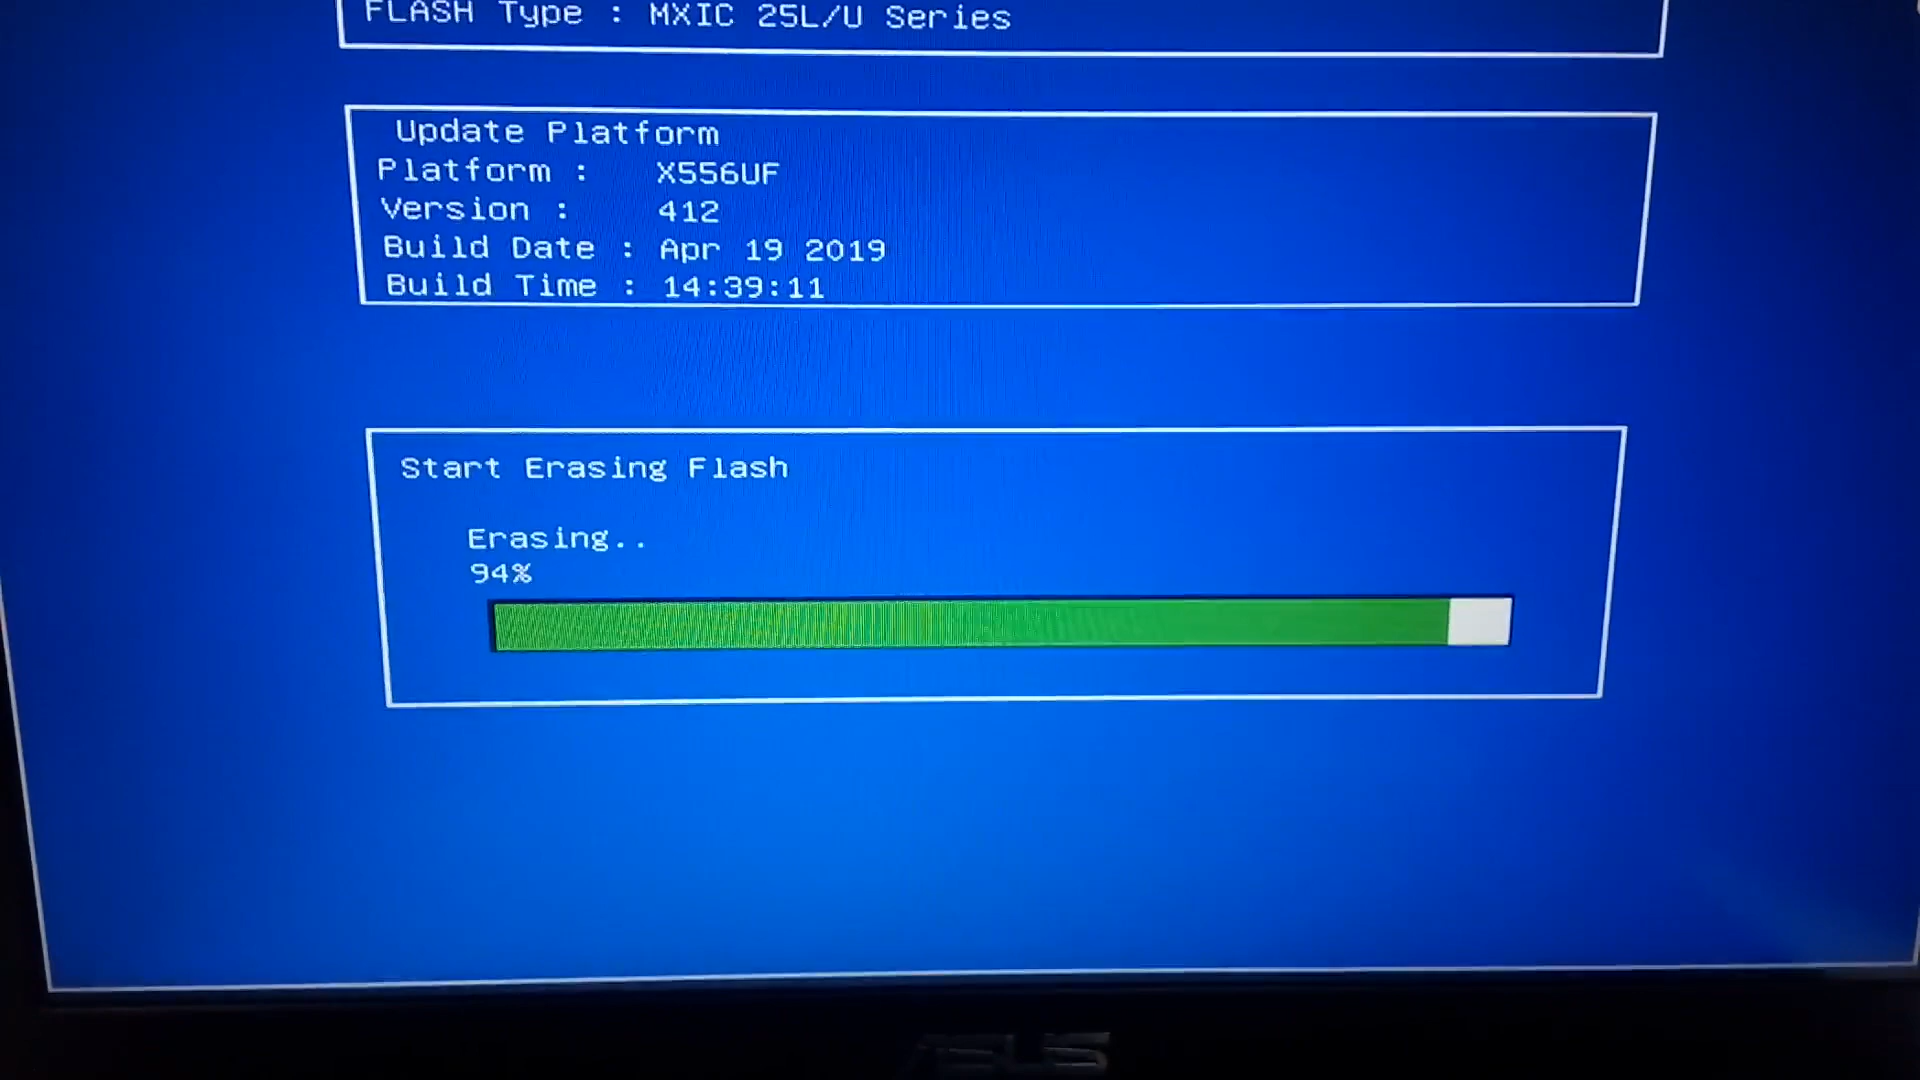 FLASH Type : MXIC 25L/U Series
Update Platform
Platform : X556UF
Version : 412
Build Date : Apr 19 2019
Build Time : 14:39:11
Start Erasing Flash
Erasing..
94%
ASUS